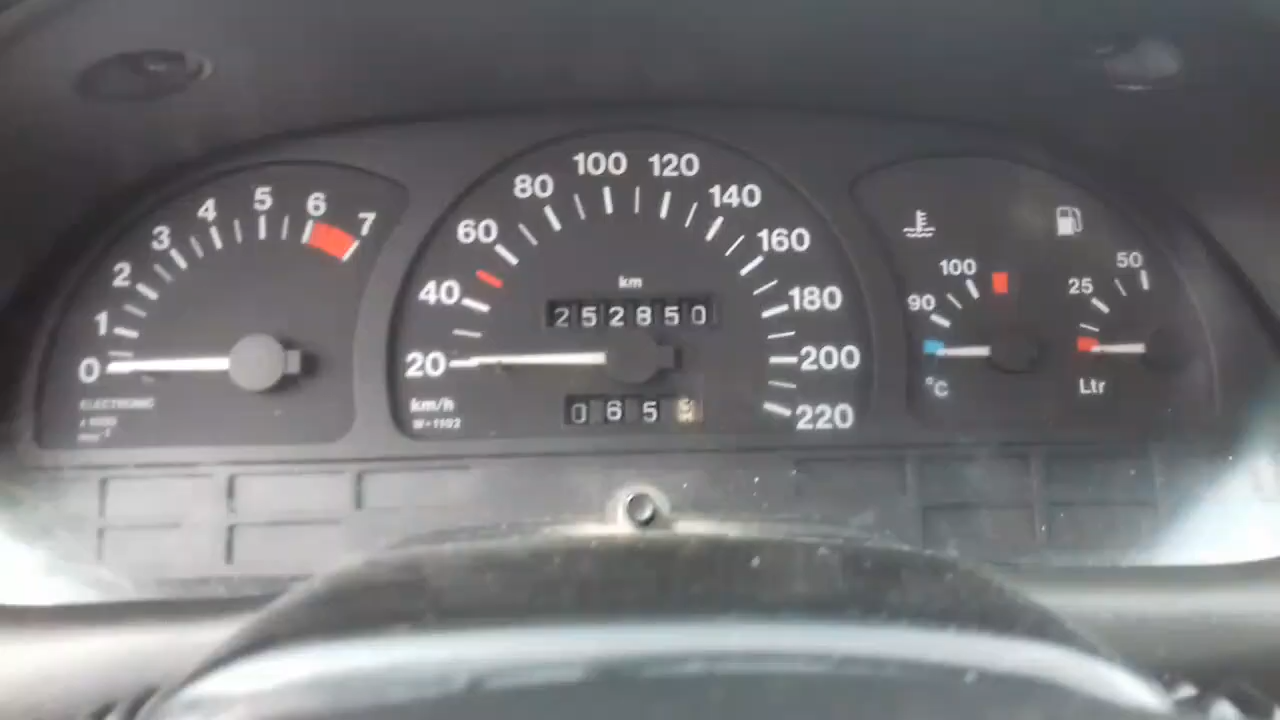 0 1 2 3 4 5 6 7
ELECTRONIC
20 40 60 80 100 120 140 160 180 200 220
km
252850
km/h
W-1102
065
90 100
°C
25 50
Ltr